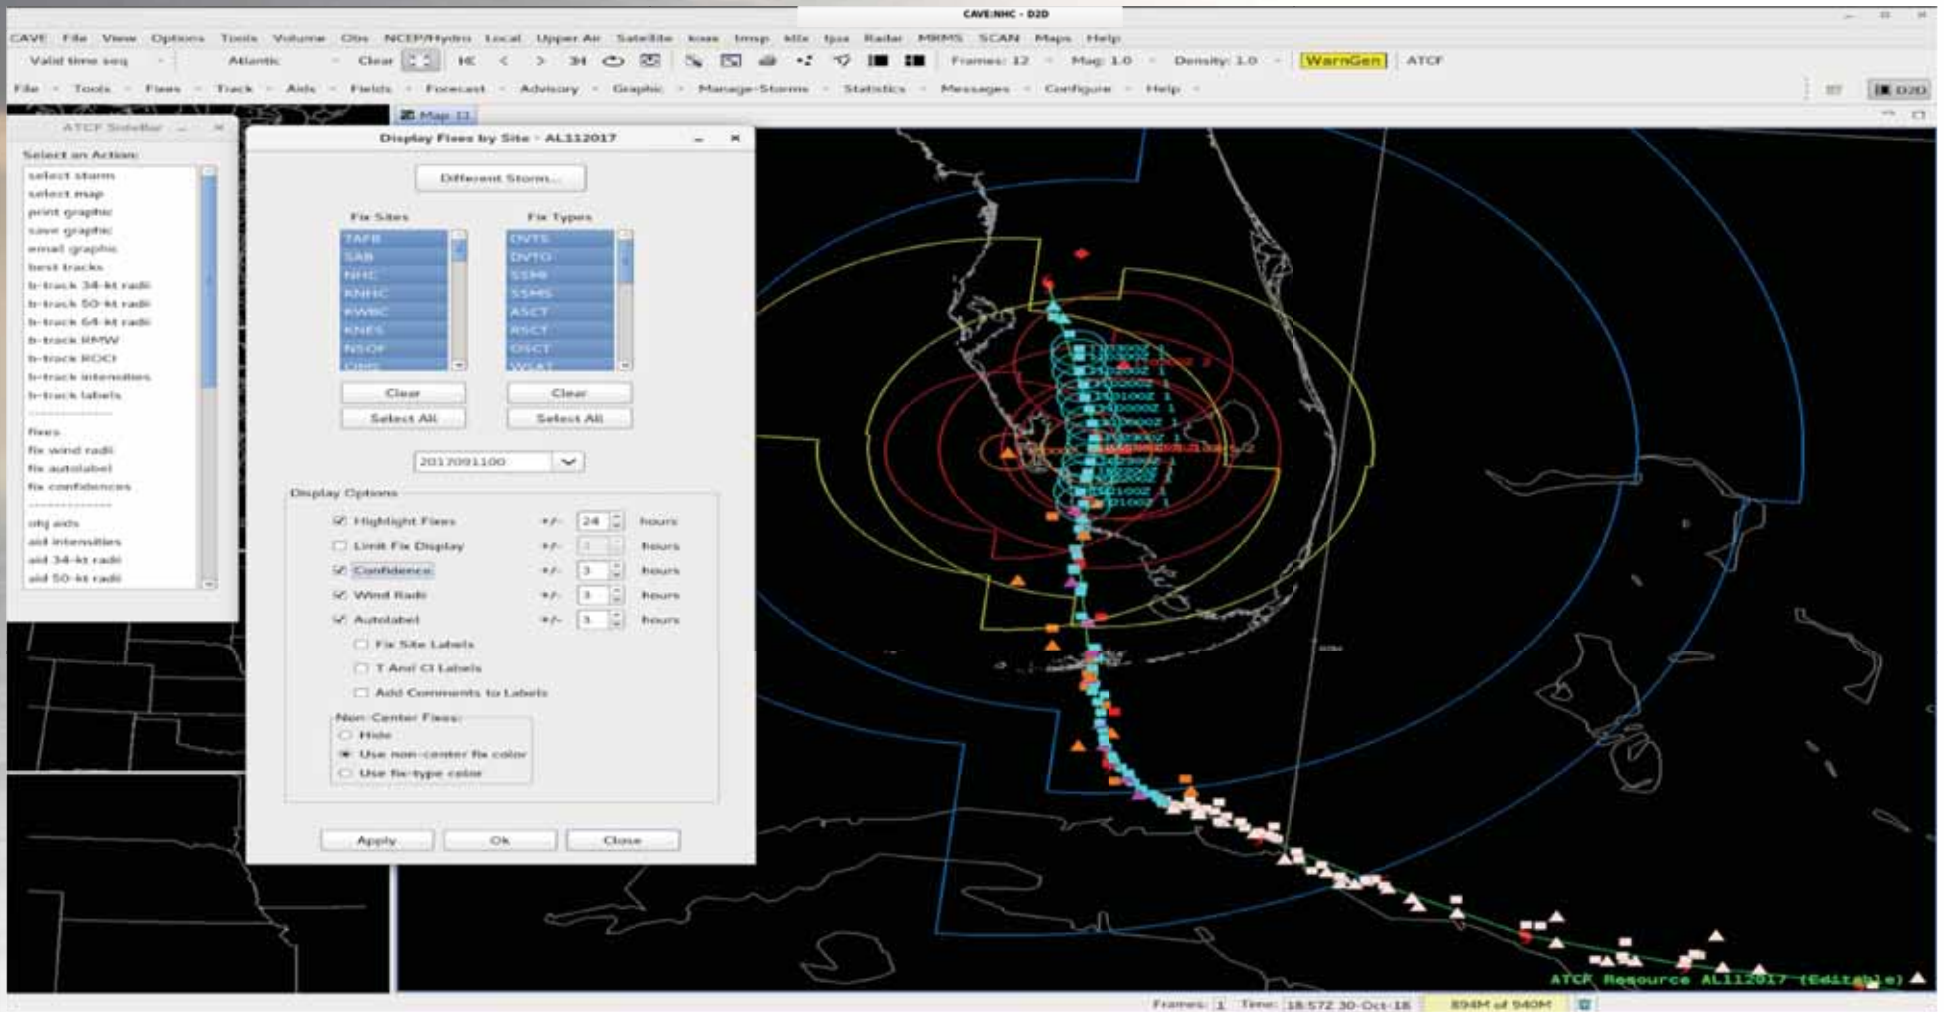 CAVE:NHC - D2D
CAVE File View Options Tools Volume Obs NCEP/Hydro Local Upper Air Satellite Radar MRMS SCAN Maps Help
Valid time seq Atlantic Clear Frames: 12 Mag: 1.0 Density: 1.0 WarnGen ATCF
File Tools Fixes Track Aids Fields Forecast Advisory Graphic Manage-Storms Statistics Messages Configure Help D2D
Map 11
ATCF SideBar
Select an Action:
select storm
select map
print graphic
save graphic
email graphic
best tracks
b-track 34-kt radii
b-track 50-kt radii
b-track 64-kt radii
b-track RMW
b-track ROCI
b-track intensities
b-track labels
--------------
fixes
fix wind radii
fix autolabel
fix confidences
--------------
obj aids
aid intensities
aid 34-kt radii
aid 50-kt radii
Display Fixes by Site - AL112017
Different Storm...
Fix Sites Fix Types
TAFB DVTS
SAB DVTO
NHC SSMI
KNHC SSMS
KWBC ASCT
KNES RSCT
NSOF OSCT
WSAT
Clear Clear
Select All Select All
2017091100
Display Options
Highlight Fixes +/- 24 hours
Limit Fix Display +/- hours
Confidence +/- 3 hours
Wind Radii +/- 3 hours
Autolabel +/- 3 hours
Fix Site Labels
T And CI Labels
Add Comments to Labels
Non-Center Fixes:
Hide
Use non-center fix color
Use fix-type color
Apply Ok Close
ATCF Resource AL112017 (Editable)
Frames: 1 Time: 18:57Z 30-Oct-18 894M of 940M